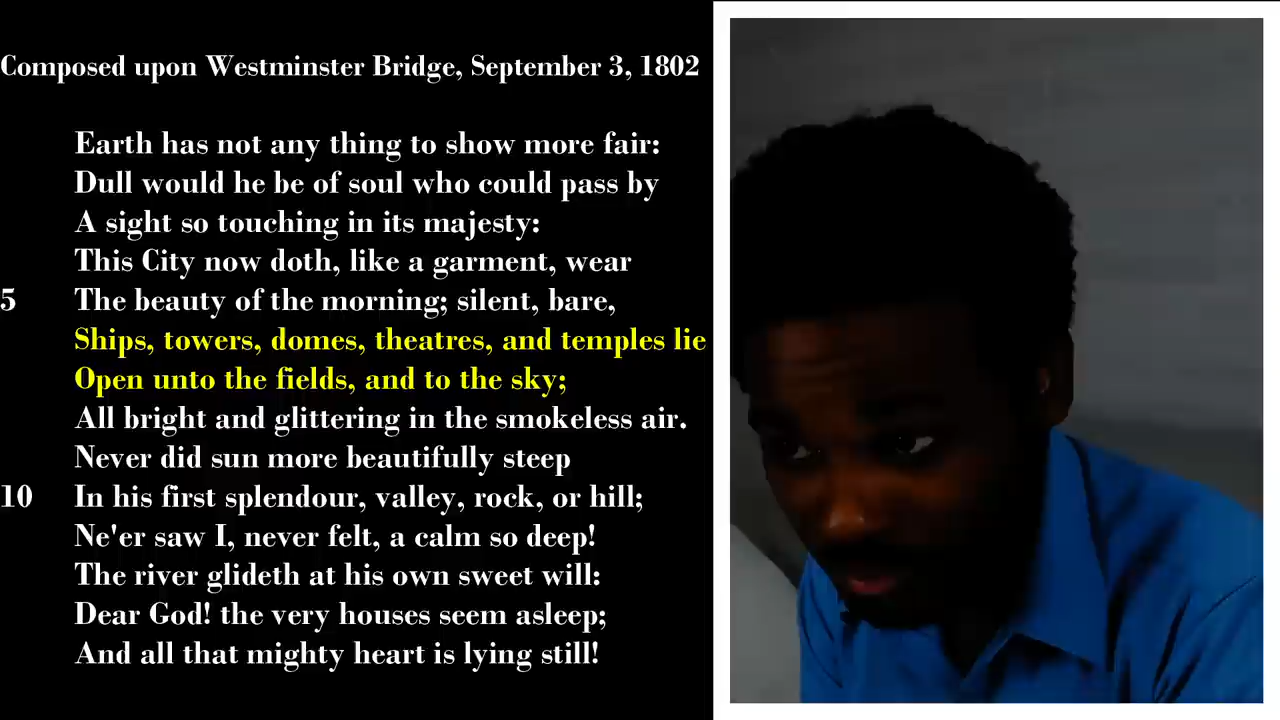 Composed upon Westminster Bridge, September 3, 1802
Earth has not any thing to show more fair:
Dull would he be of soul who could pass by
A sight so touching in its majesty:
This City now doth, like a garment, wear
5 The beauty of the morning; silent, bare,
Ships, towers, domes, theatres, and temples lie
Open unto the fields, and to the sky;
All bright and glittering in the smokeless air.
Never did sun more beautifully steep
10 In his first splendour, valley, rock, or hill;
Ne'er saw I, never felt, a calm so deep!
The river glideth at his own sweet will:
Dear God! the very houses seem asleep;
And all that mighty heart is lying still!